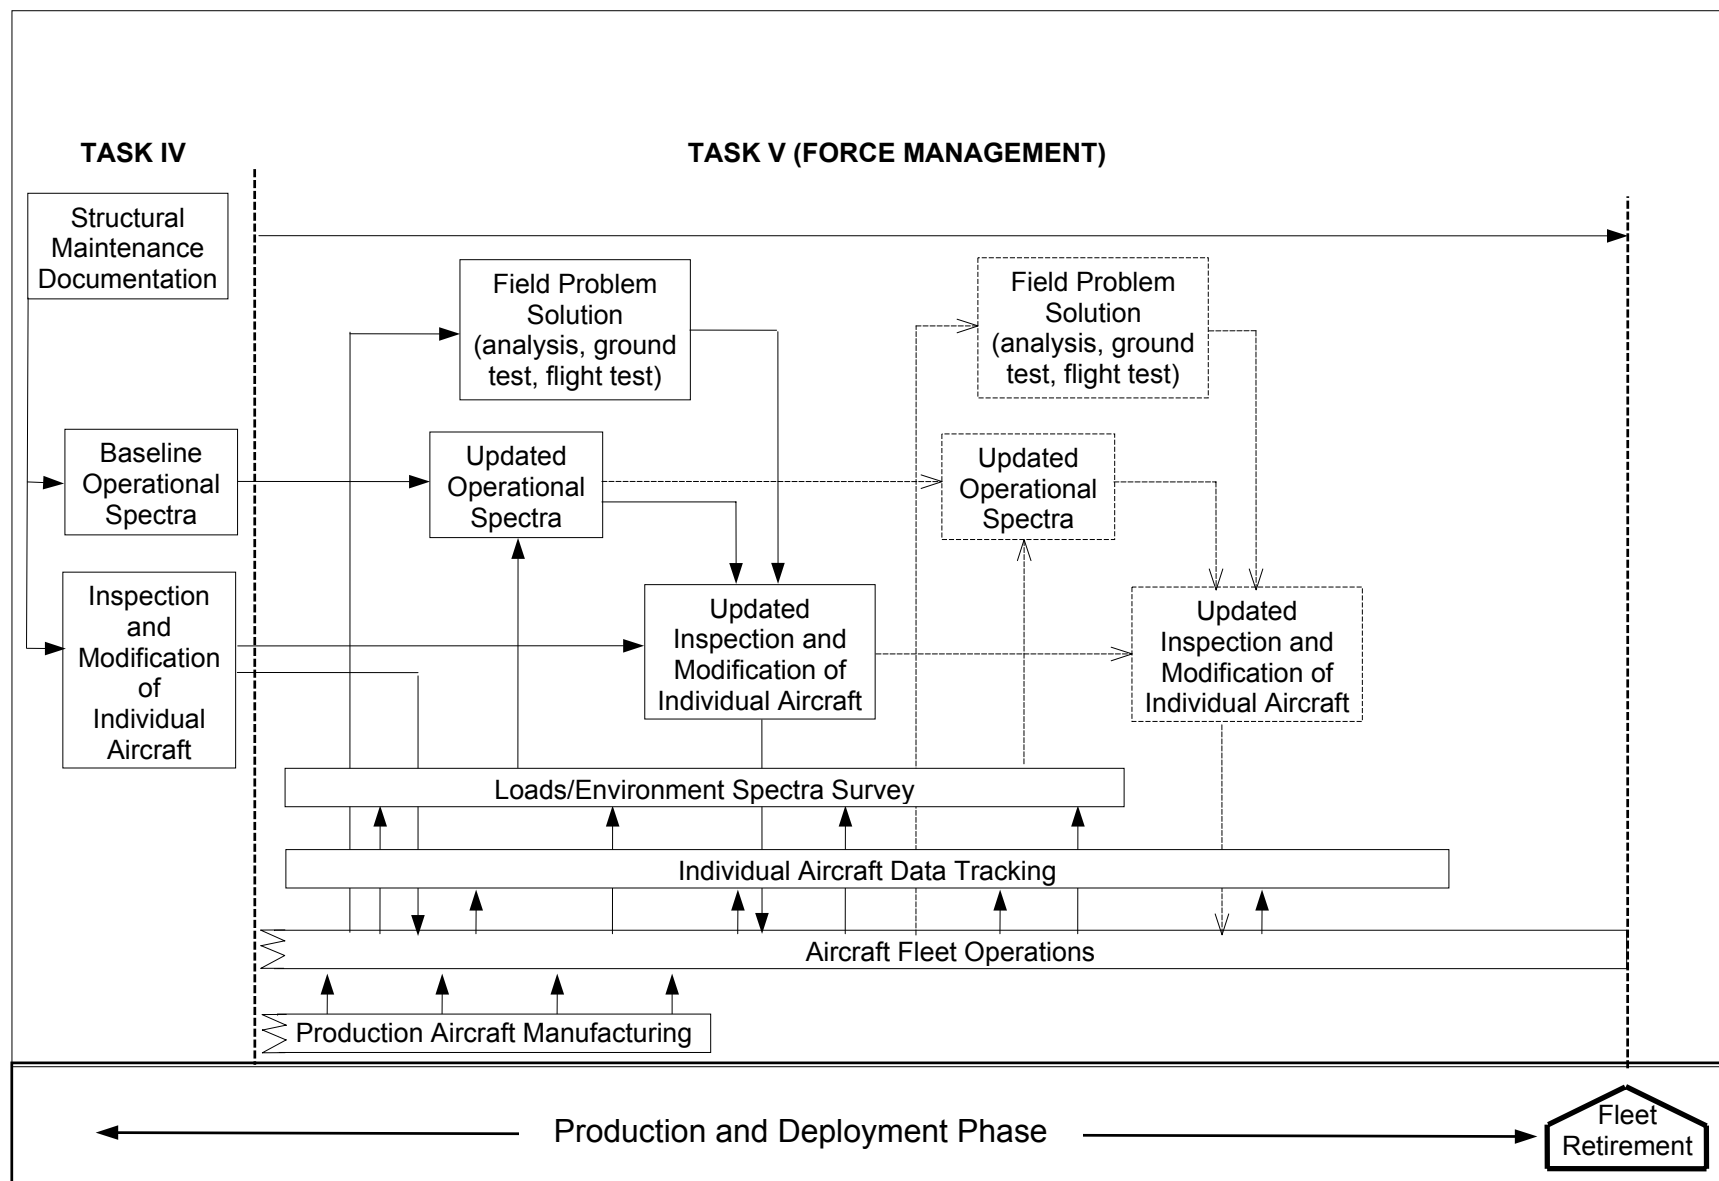 TASK IV
TASK V (FORCE MANAGEMENT)
Structural
Maintenance
Documentation
Field Problem
Solution
(analysis, ground
test, flight test)
Field Problem
Solution
(analysis, ground
test, flight test)
Baseline
Operational
Spectra
Updated
Operational
Spectra
Updated
Operational
Spectra
Inspection
and
Modification
of
Individual
Aircraft
Updated
Inspection and
Modification of
Individual Aircraft
Updated
Inspection and
Modification of
Individual Aircraft
Loads/Environment Spectra Survey
Individual Aircraft Data Tracking
Aircraft Fleet Operations
Production Aircraft Manufacturing
Production and Deployment Phase
Fleet
Retirement